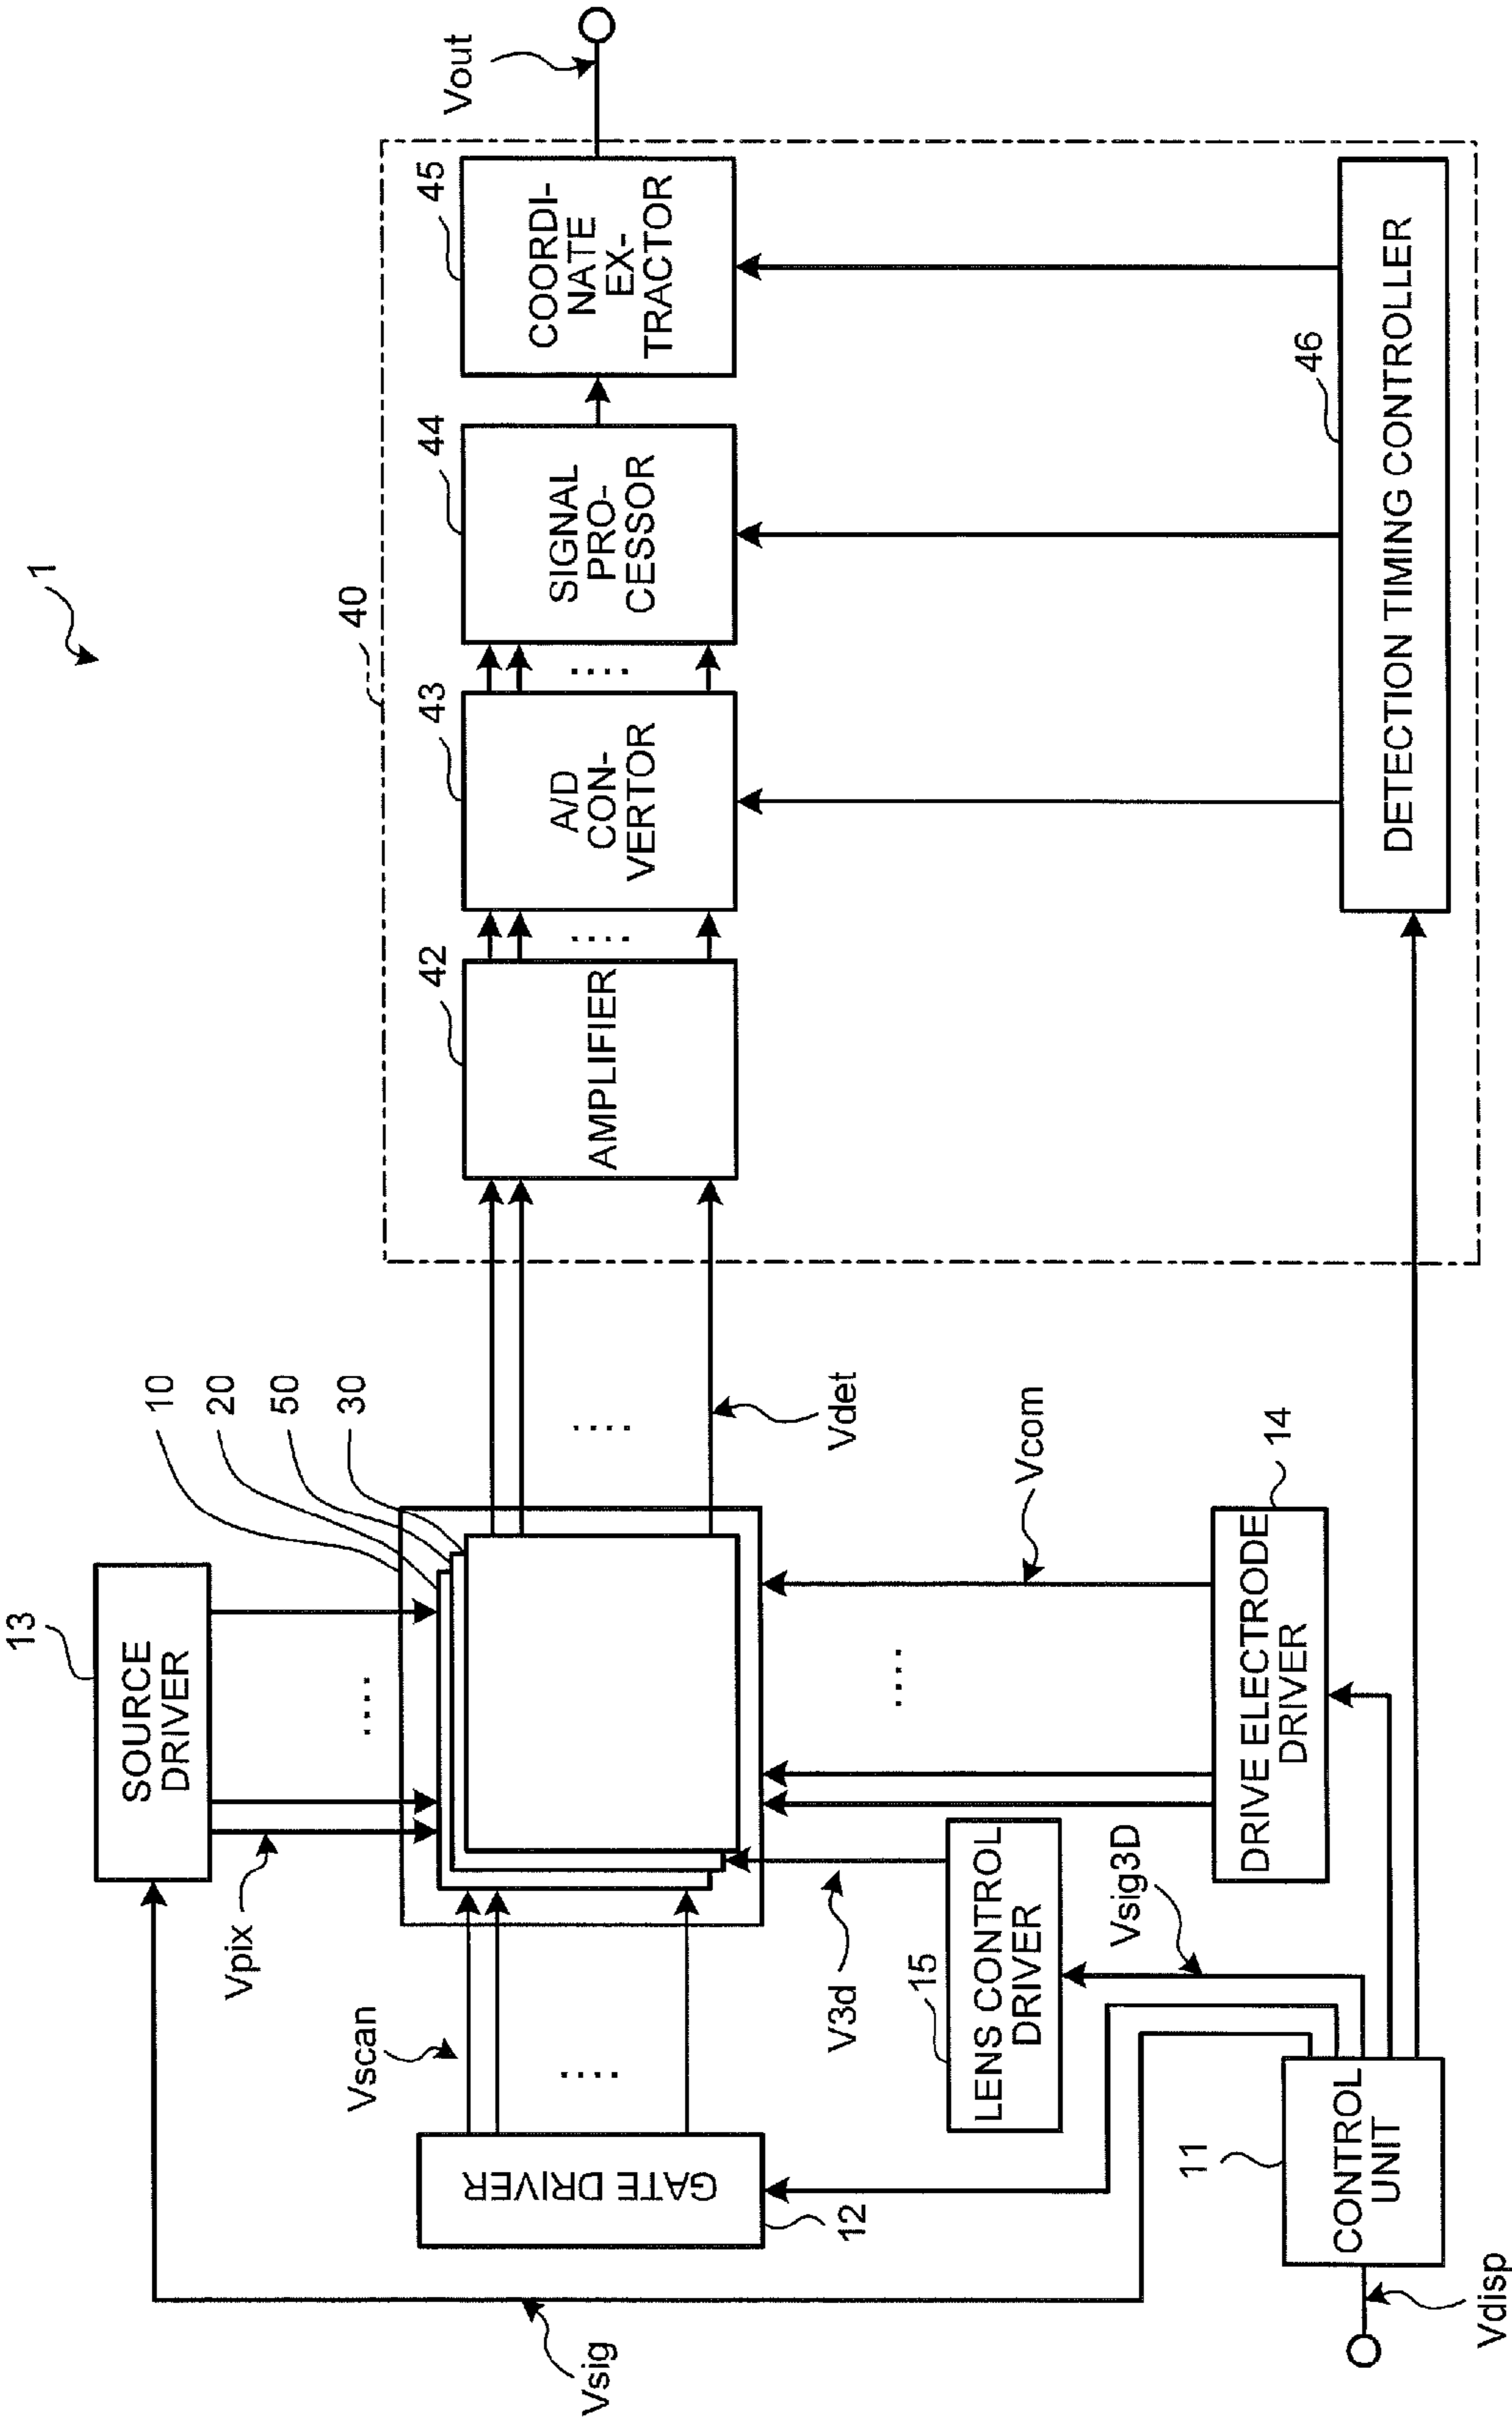 1
13
SOURCE
DRIVER
Vsig
Vpix
10
20
50
30
40
42
AMPLIFIER
43
A/D
CON-
VERTOR
44
SIGNAL
PRO-
CESSOR
45
COORDI-
NATE
EX-
TRACTOR
Vout
Vscan
GATE DRIVER
12
....
....
....
....
....
....
Vdet
V3d
Vcom
15
LENS CONTROL
DRIVER
Vsig3D
14
DRIVE ELECTRODE
DRIVER
46
DETECTION TIMING CONTROLLER
11
CONTROL
UNIT
Vdisp